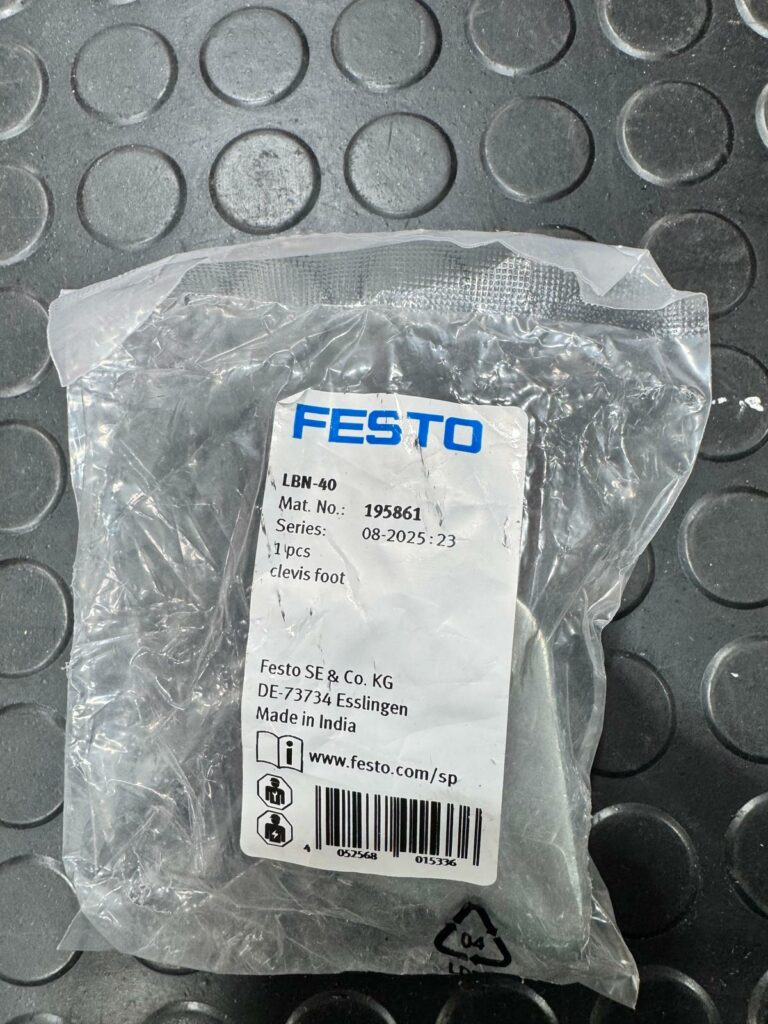 FESTO
LBN-40
Mat. No.: 195861
Series: 08-2025:23
1 pcs
clevis foot
Festo SE & Co. KG
DE-73734 Esslingen
Made in India
i www.festo.com/sp
4 052568 015336
04